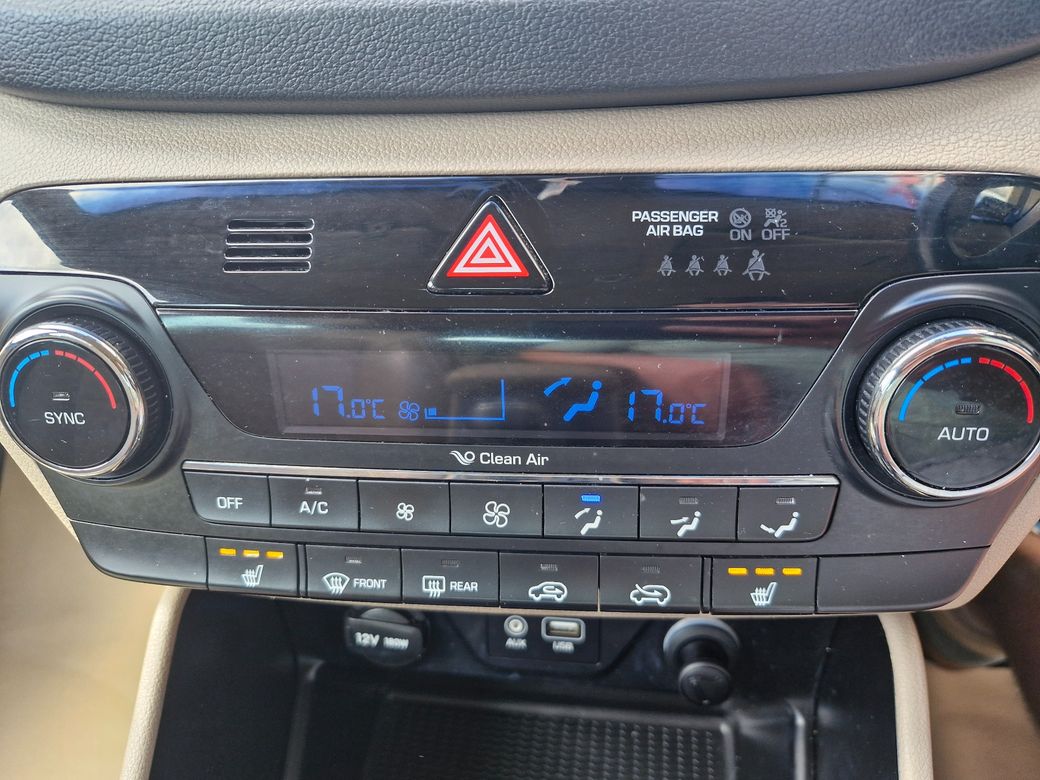 PASSENGER
AIR BAG
ON
OFF
SYNC
17.0°C
17.0°C
AUTO
Clean Air
OFF
A/C
FRONT
REAR
12V 180W
AUX
USB